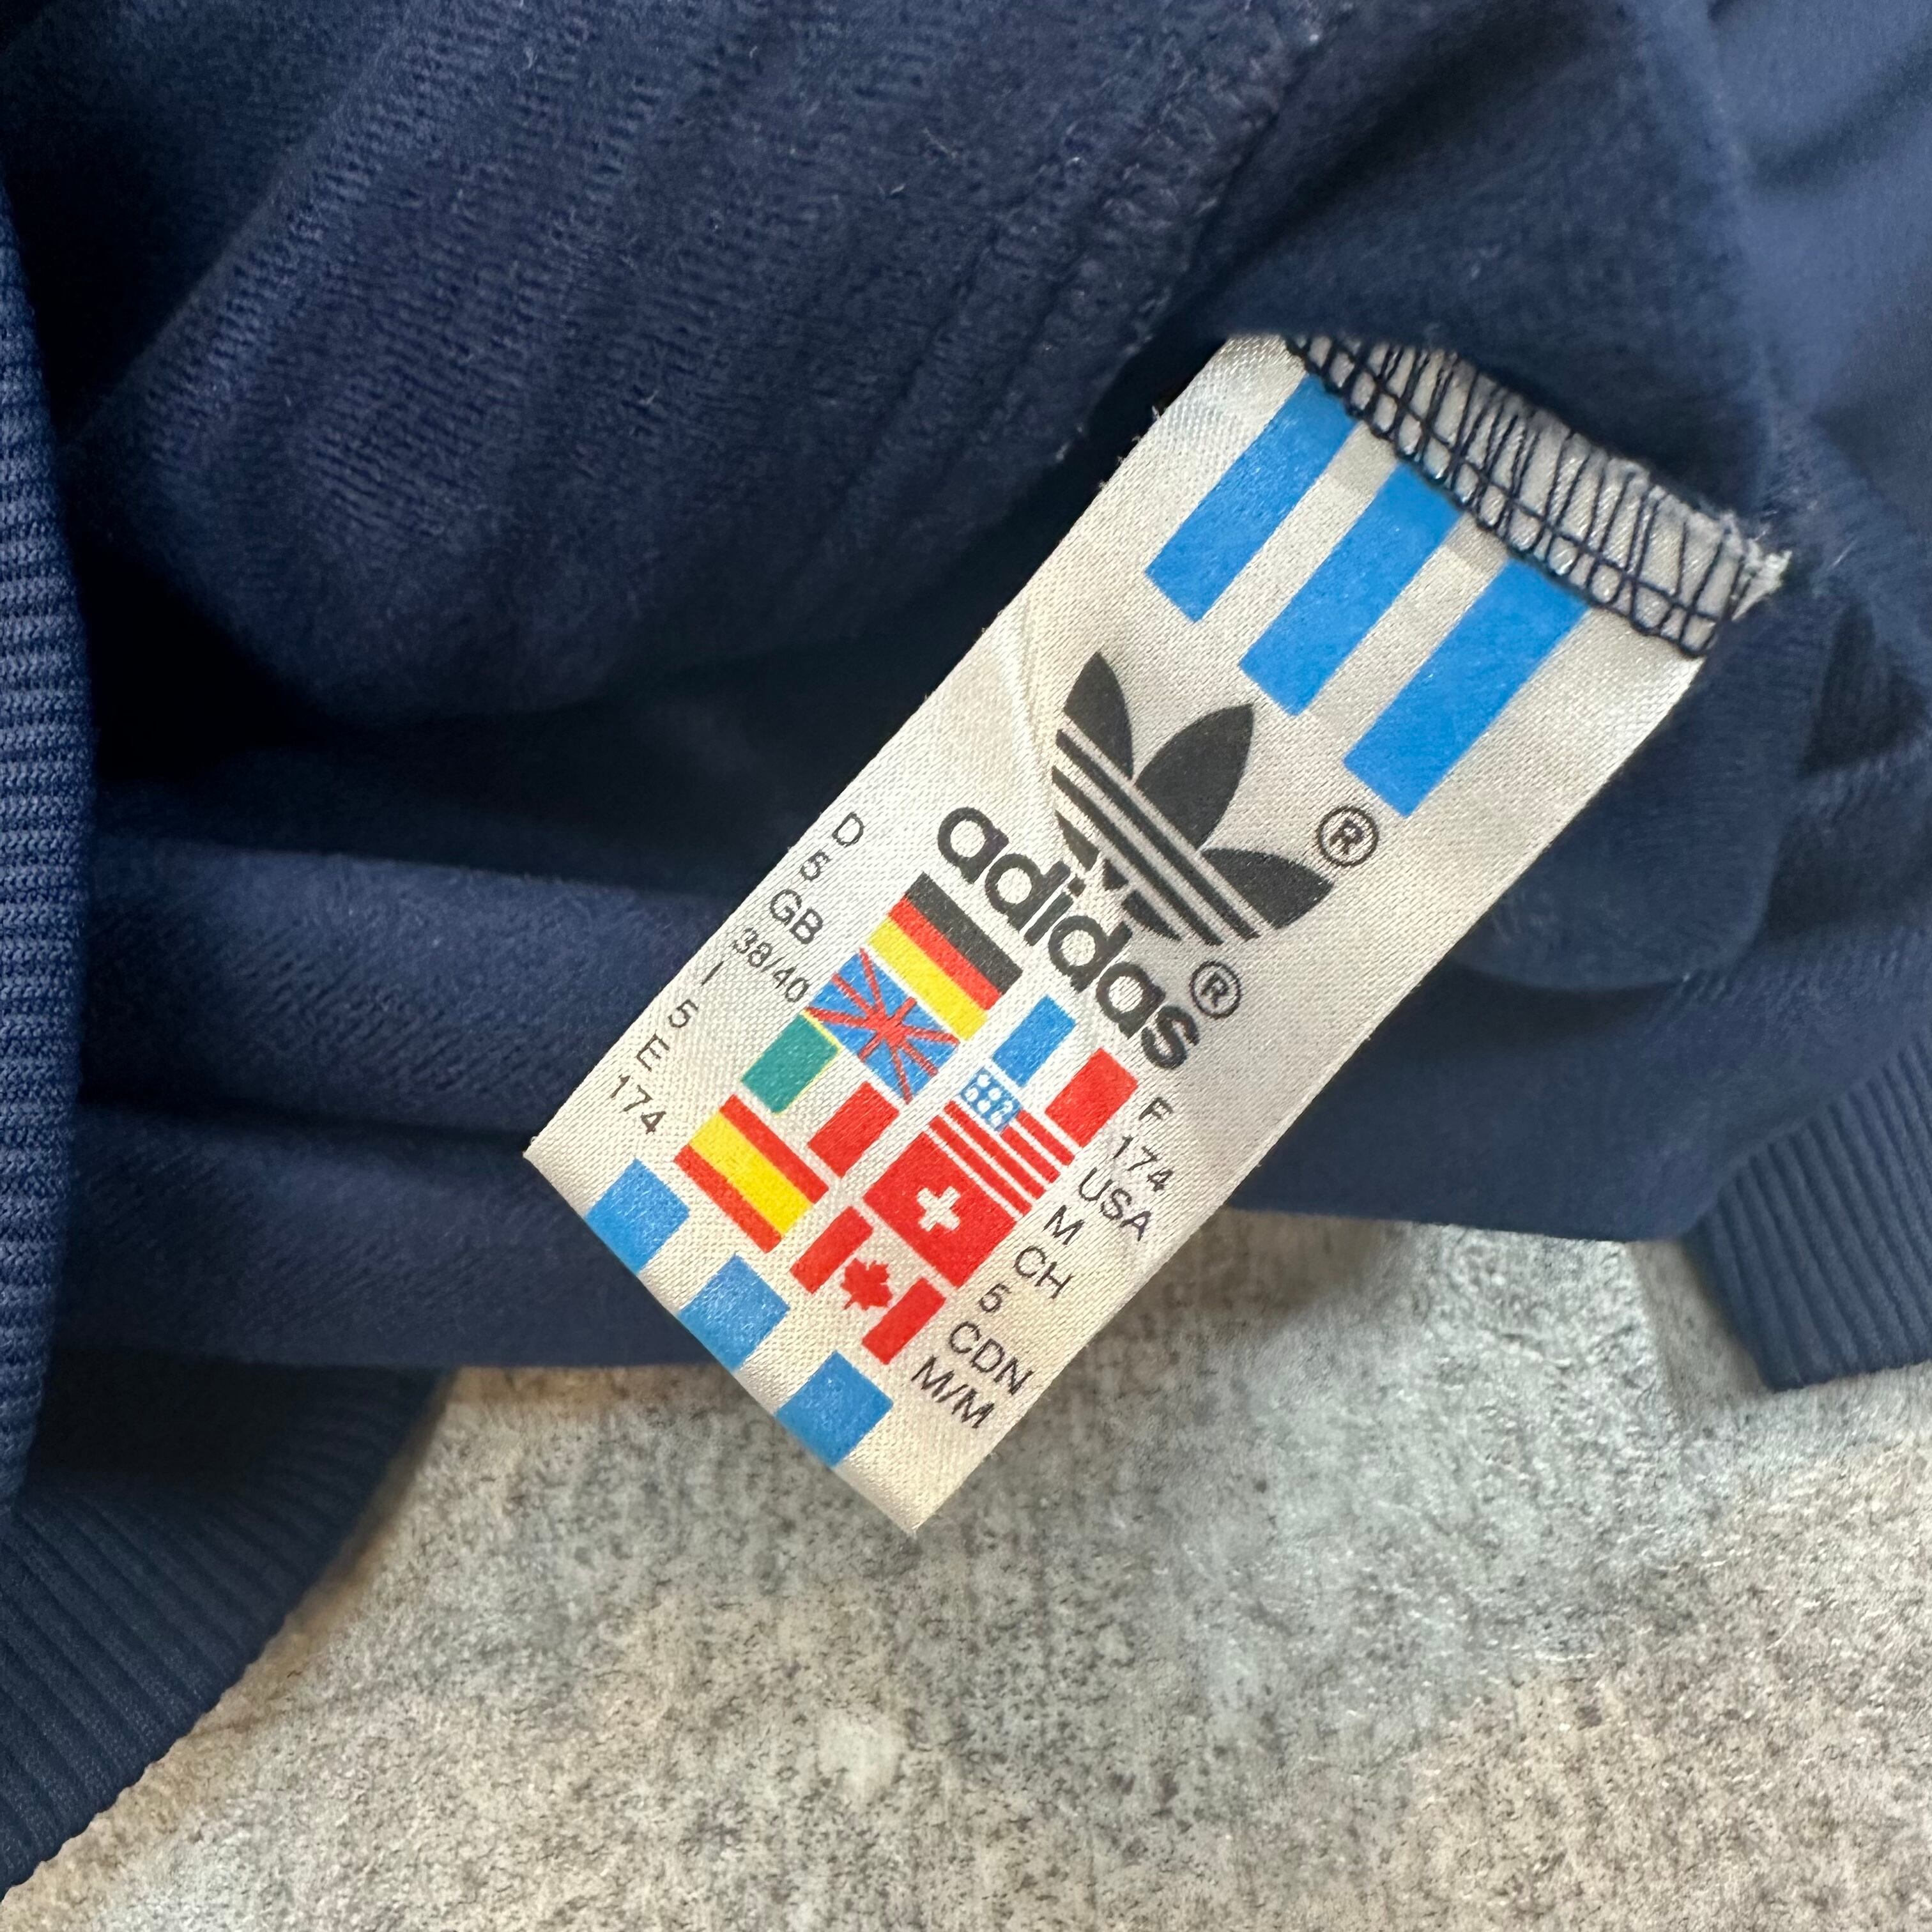 ®
adidas®
D
5
GB
38/40
I
5
E
174
F
174
USA
M
CH
5
CDN
M/M